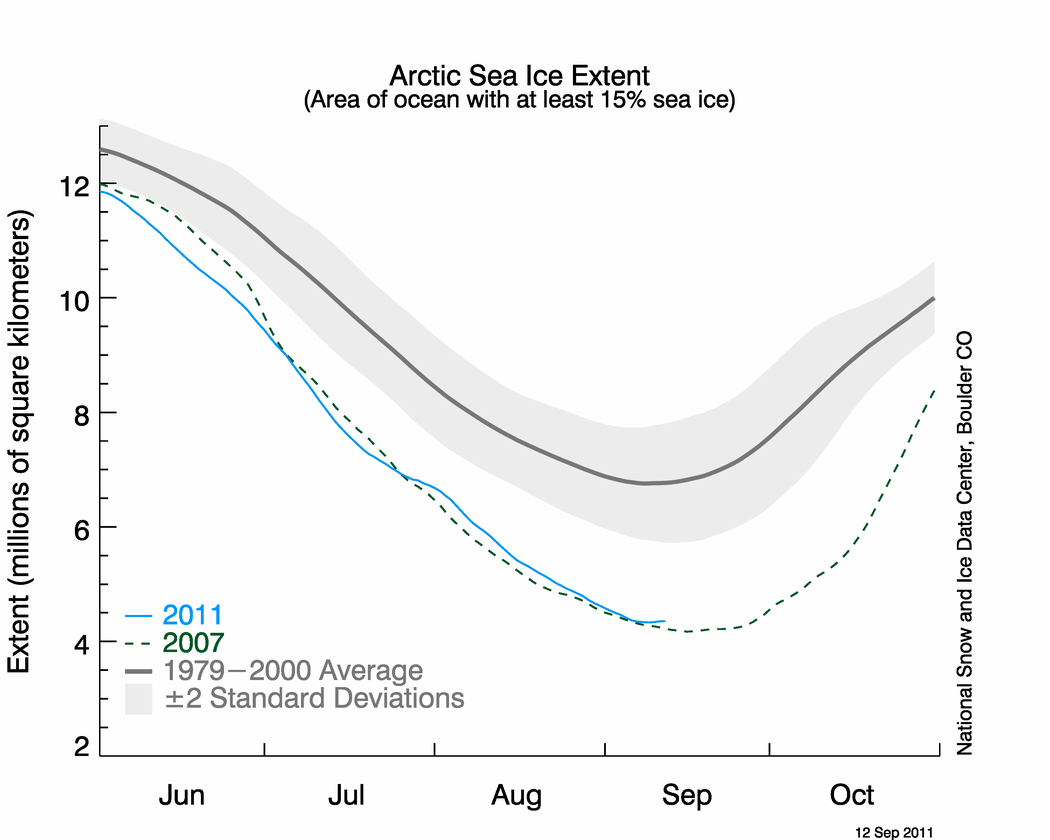 Arctic Sea Ice Extent
(Area of ocean with at least 15% sea ice)
Extent (millions of square kilometers)
12
10
8
6
4
2
2011
2007
1979−2000 Average
±2 Standard Deviations
Jun
Jul
Aug
Sep
Oct
National Snow and Ice Data Center, Boulder CO
12 Sep 2011